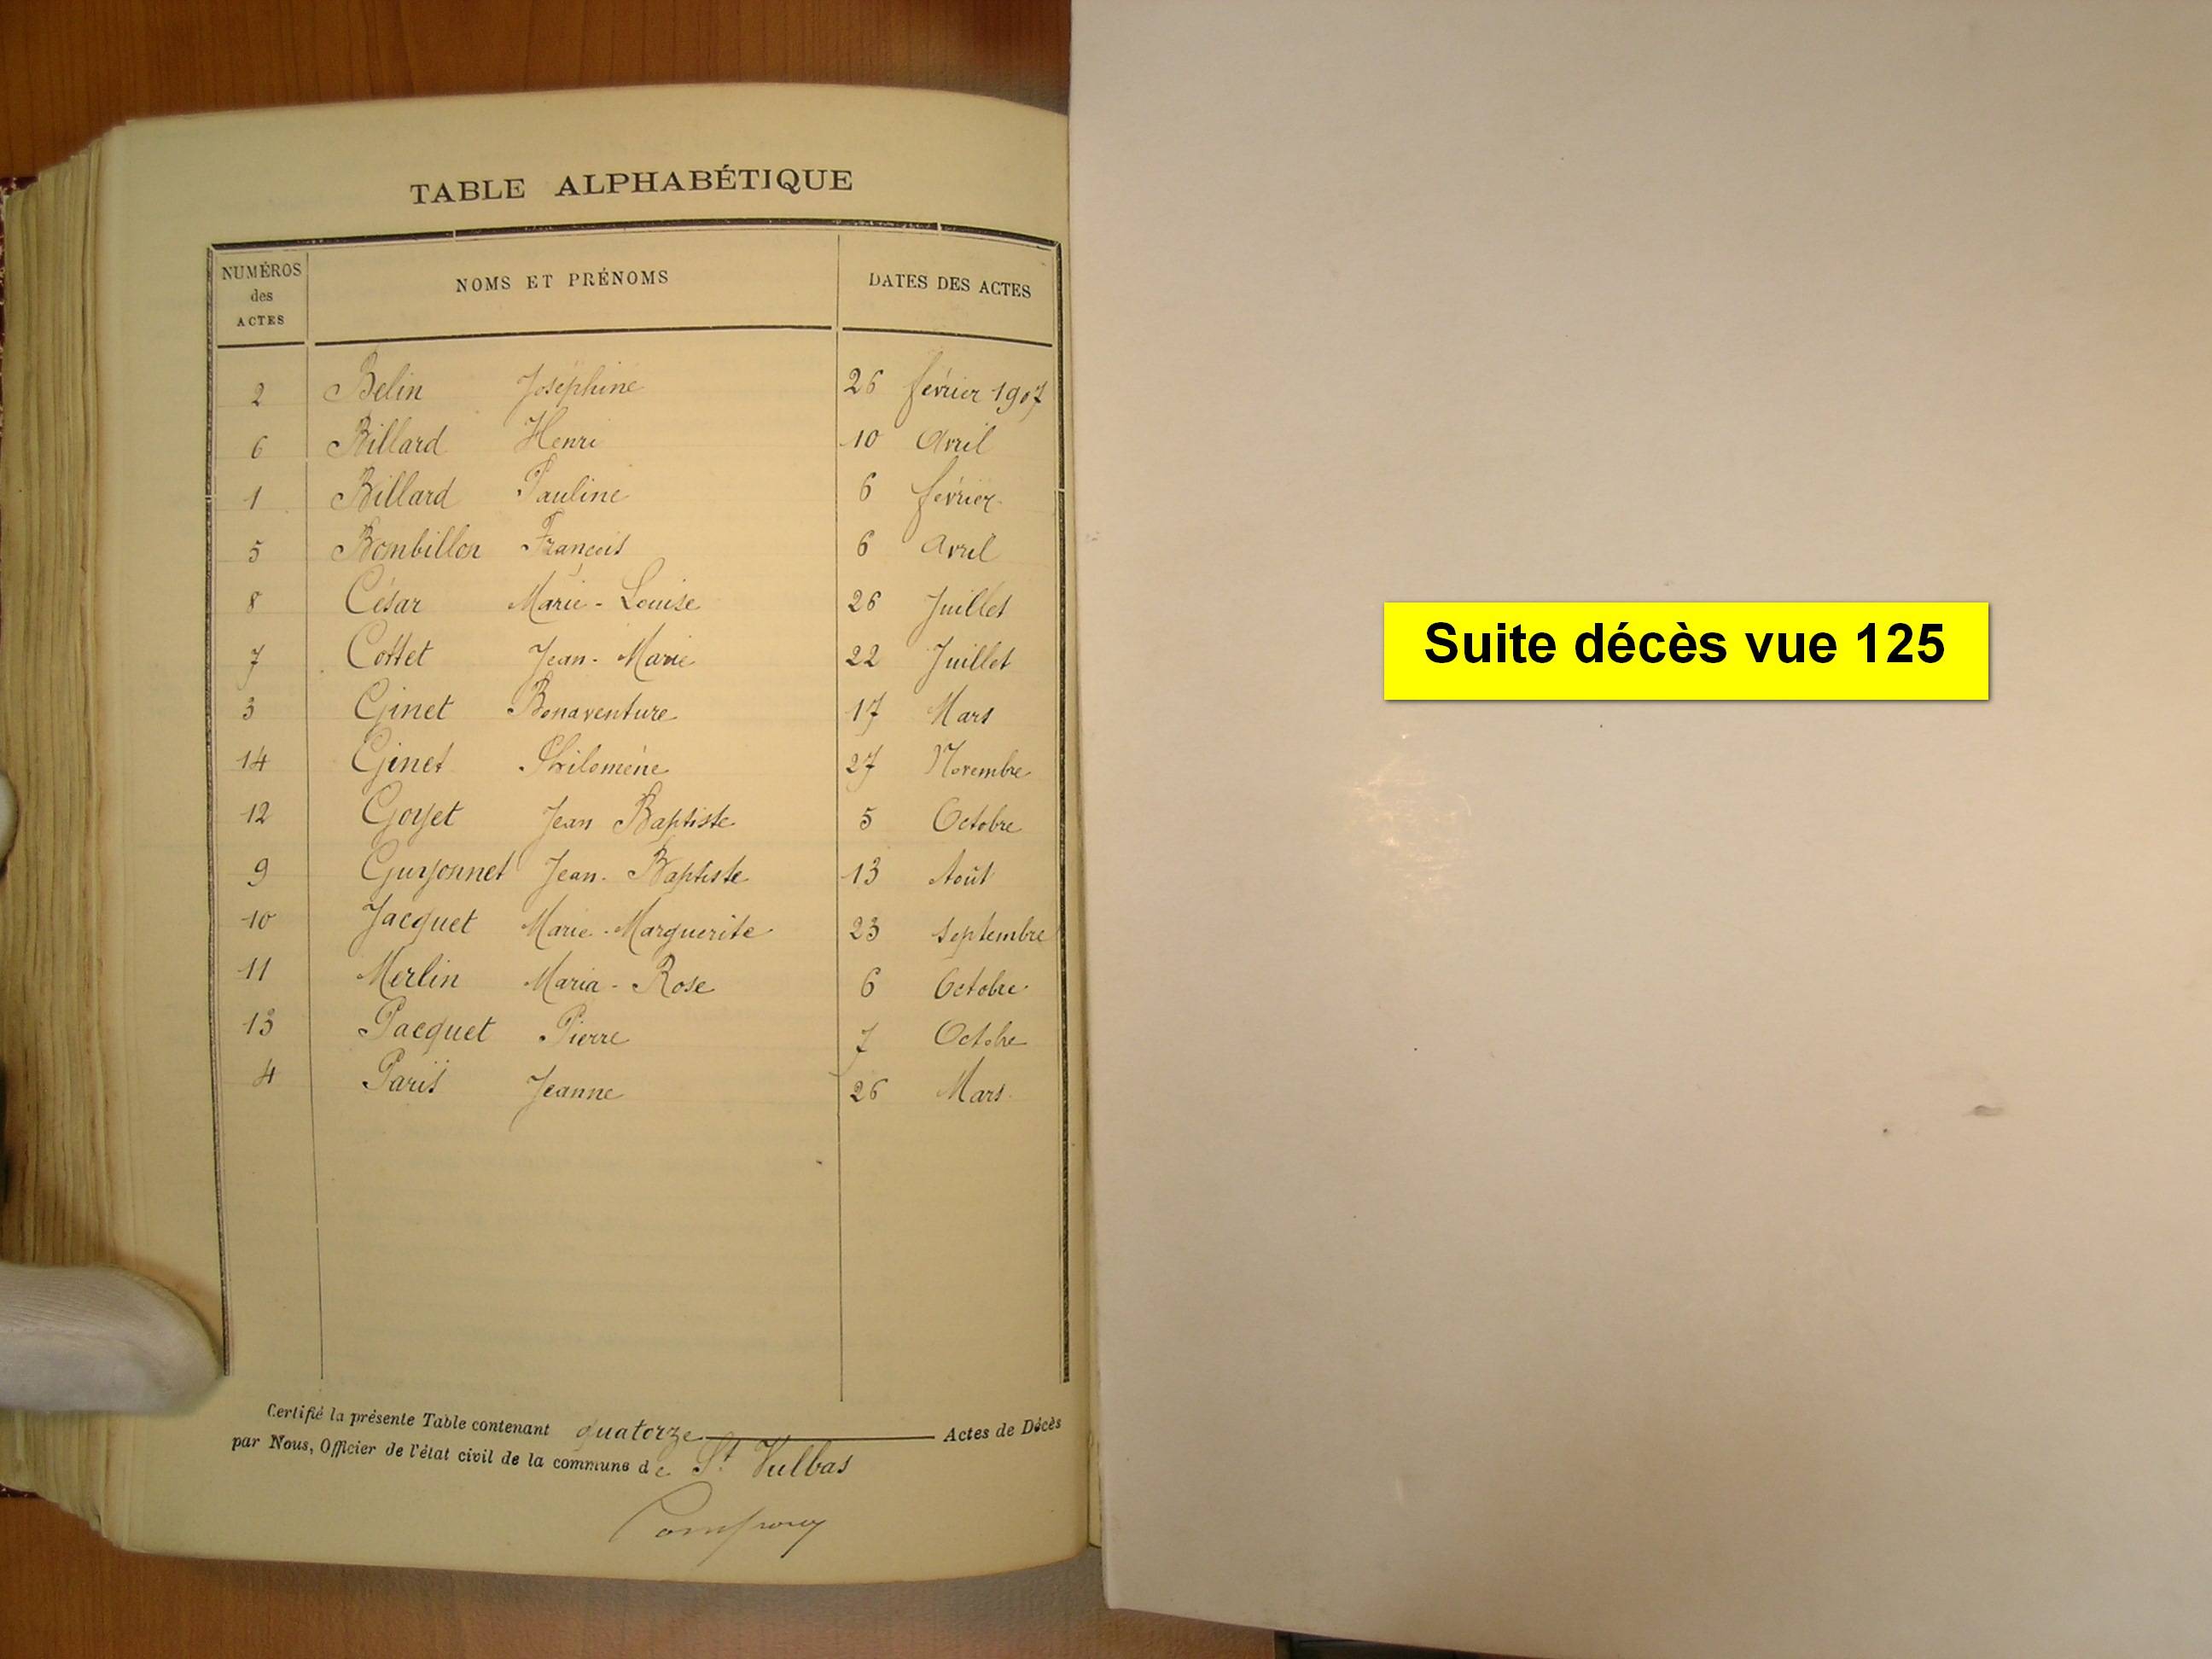 TABLE ALPHABÉTIQUE
NUMÉROS des ACTES NOMS ET PRÉNOMS DATES DES ACTES
2 Belin Joséphine 26 février 1907
6 Billard Henri 10 Avril
1 Billard Pauline 6 février
5 Bombillon François 6 Avril
8 César Marie-Louise 26 Juillet
7 Cottet Jean-Marie 22 Juillet
3 Ginet Bonaventure 17 Mars
14 Ginet Philomène 27 Novembre
12 Goyet Jean Baptiste 5 Octobre
9 Guyonnet Jean-Baptiste 13 Août
10 Jacquet Marie-Marguerite 23 septembre
11 Merlin Maria-Rose 6 Octobre
13 Pacquet Pierre 7 Octobre
4 Paris Jeanne 26 Mars
Certifié la présente Table contenant quatorze Actes de Décès
par Nous, Officier de l'état civil de la commune de St Vulbas
Suite décès vue 125